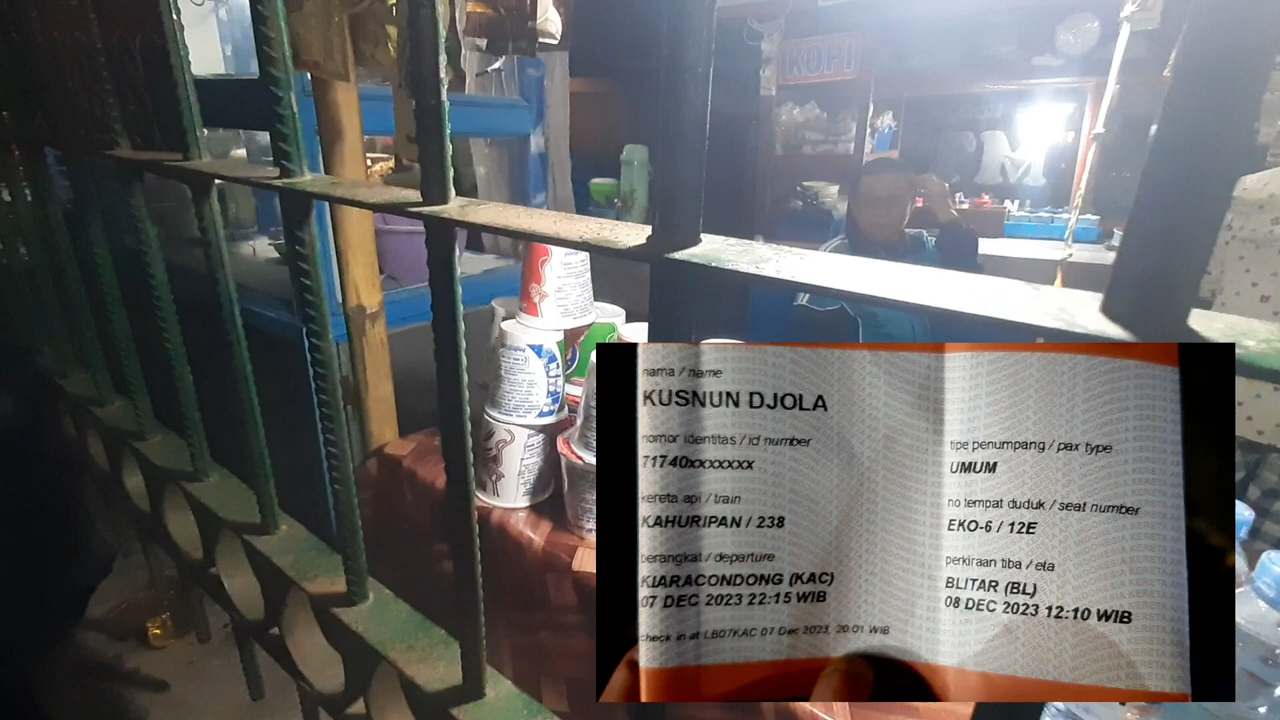 KOPI
M
nama / name
KUSNUN DJOLA
nomor identitas / id number
71740xxxxxxx
tipe penumpang / pax type
UMUM
kereta api / train
KAHURIPAN / 238
no tempat duduk / seat number
EKO-6 / 12E
berangkat / departure
KIARACONDONG (KAC)
07 DEC 2023 22:15 WIB
perkiraan tiba / eta
BLITAR (BL)
08 DEC 2023 12:10 WIB
check in at LB07KAC 07 Dec 2023, 20:01 WIB